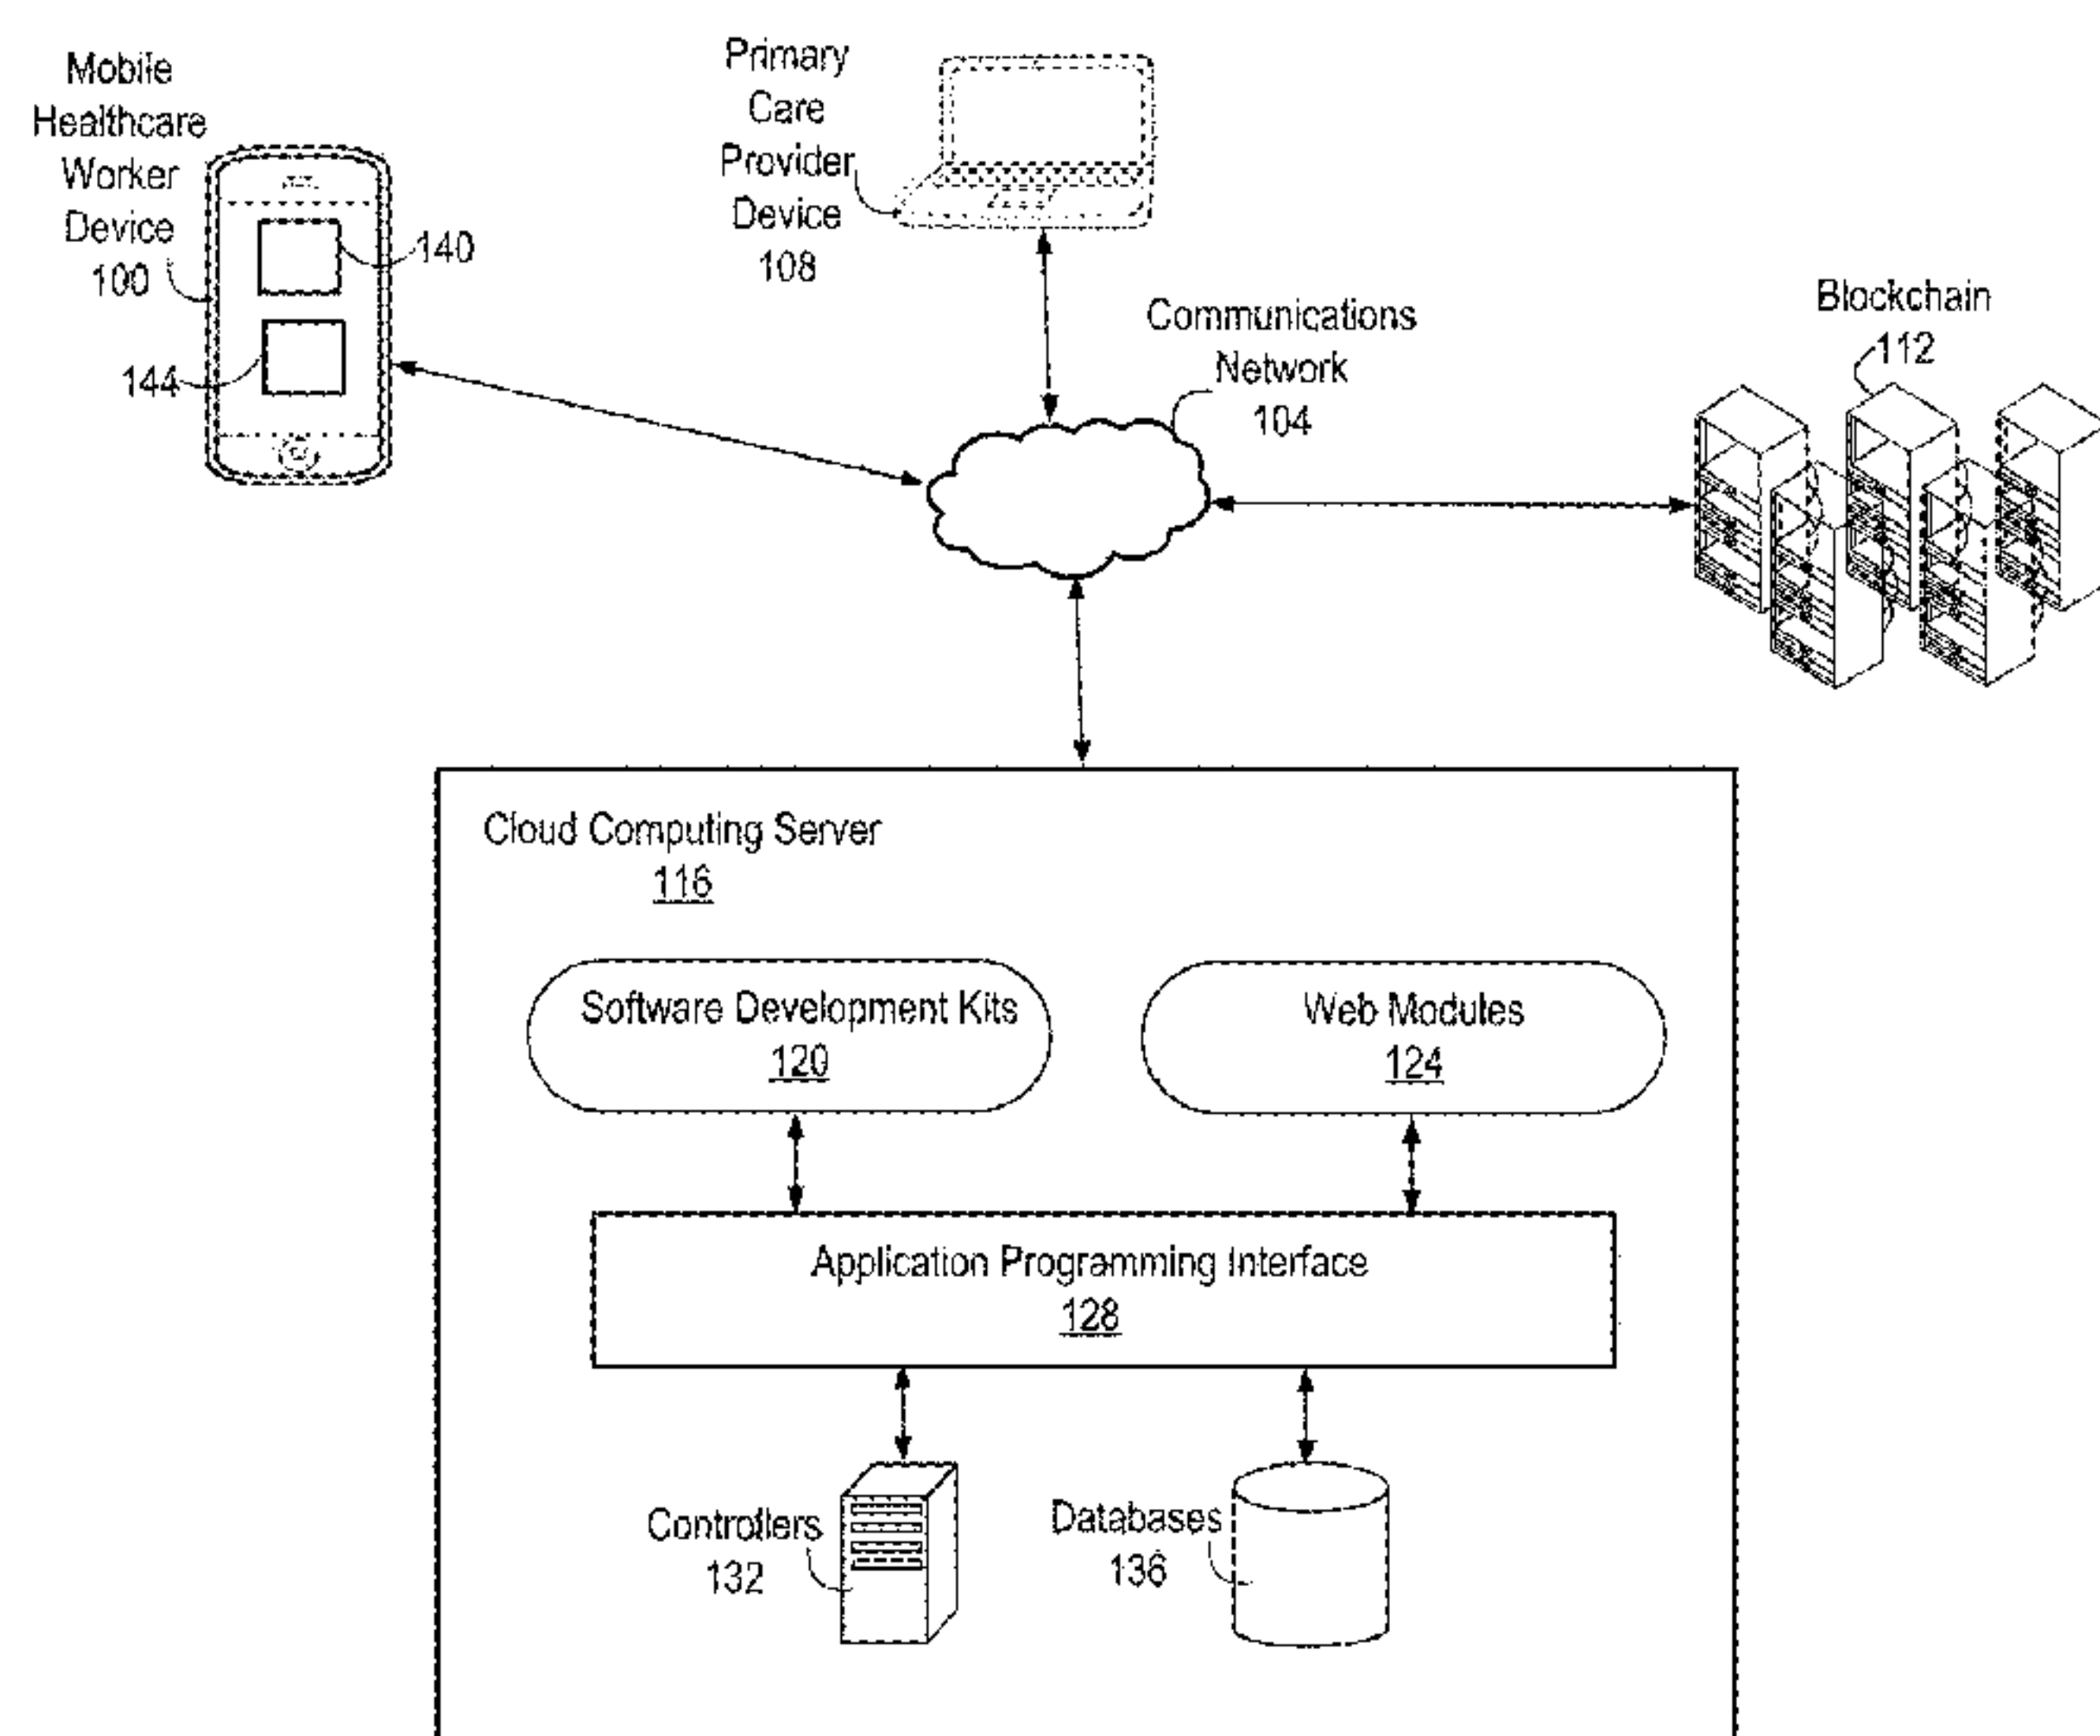 Mobile
Healthcare
Worker
Device
100
140
144
Primary
Care
Provider
Device
108
Communications
Network
104
Blockchain
112
Cloud Computing Server
116
Software Development Kits
120
Web Modules
124
Application Programming Interface
128
Controllers
132
Databases
136